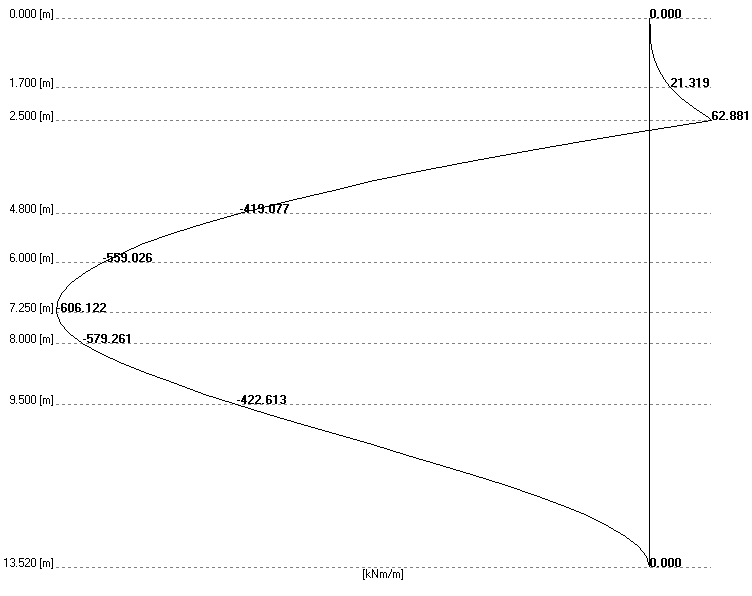 0.000 [m] 0.000
1.700 [m] 21.319
2.500 [m] 62.881
4.800 [m] -419.077
6.000 [m] -559.026
7.250 [m] -606.122
8.000 [m] -579.261
9.500 [m] -422.613
13.520 [m] 0.000
[kNm/m]